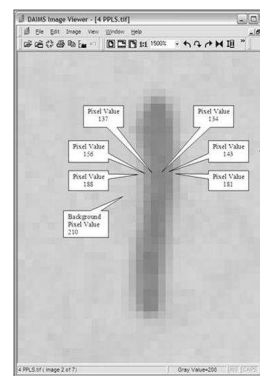 DAIMS Image Viewer - [4 PPLS.tif]
File Edit Image View Window Help
1500%
Pixel Value
137
Pixel Value
134
Pixel Value
156
Pixel Value
143
Pixel Value
188
Pixel Value
181
Background
Pixel Value
210
4 PPLS.tif ( Image 2 of 7)
Gray Value=200